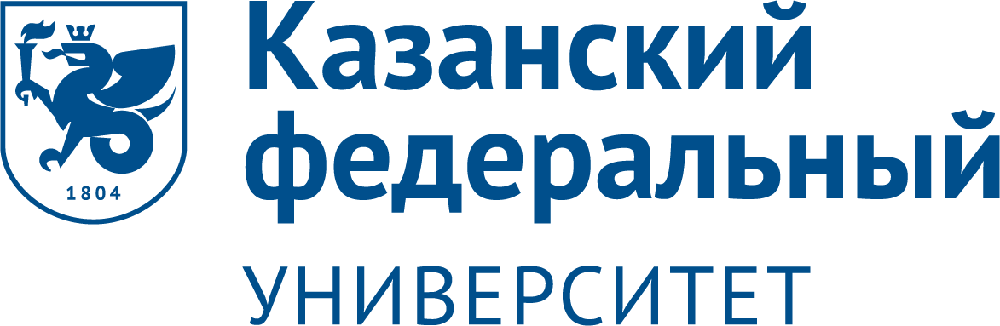 1804
Казанский
федеральный
УНИВЕРСИТЕТ